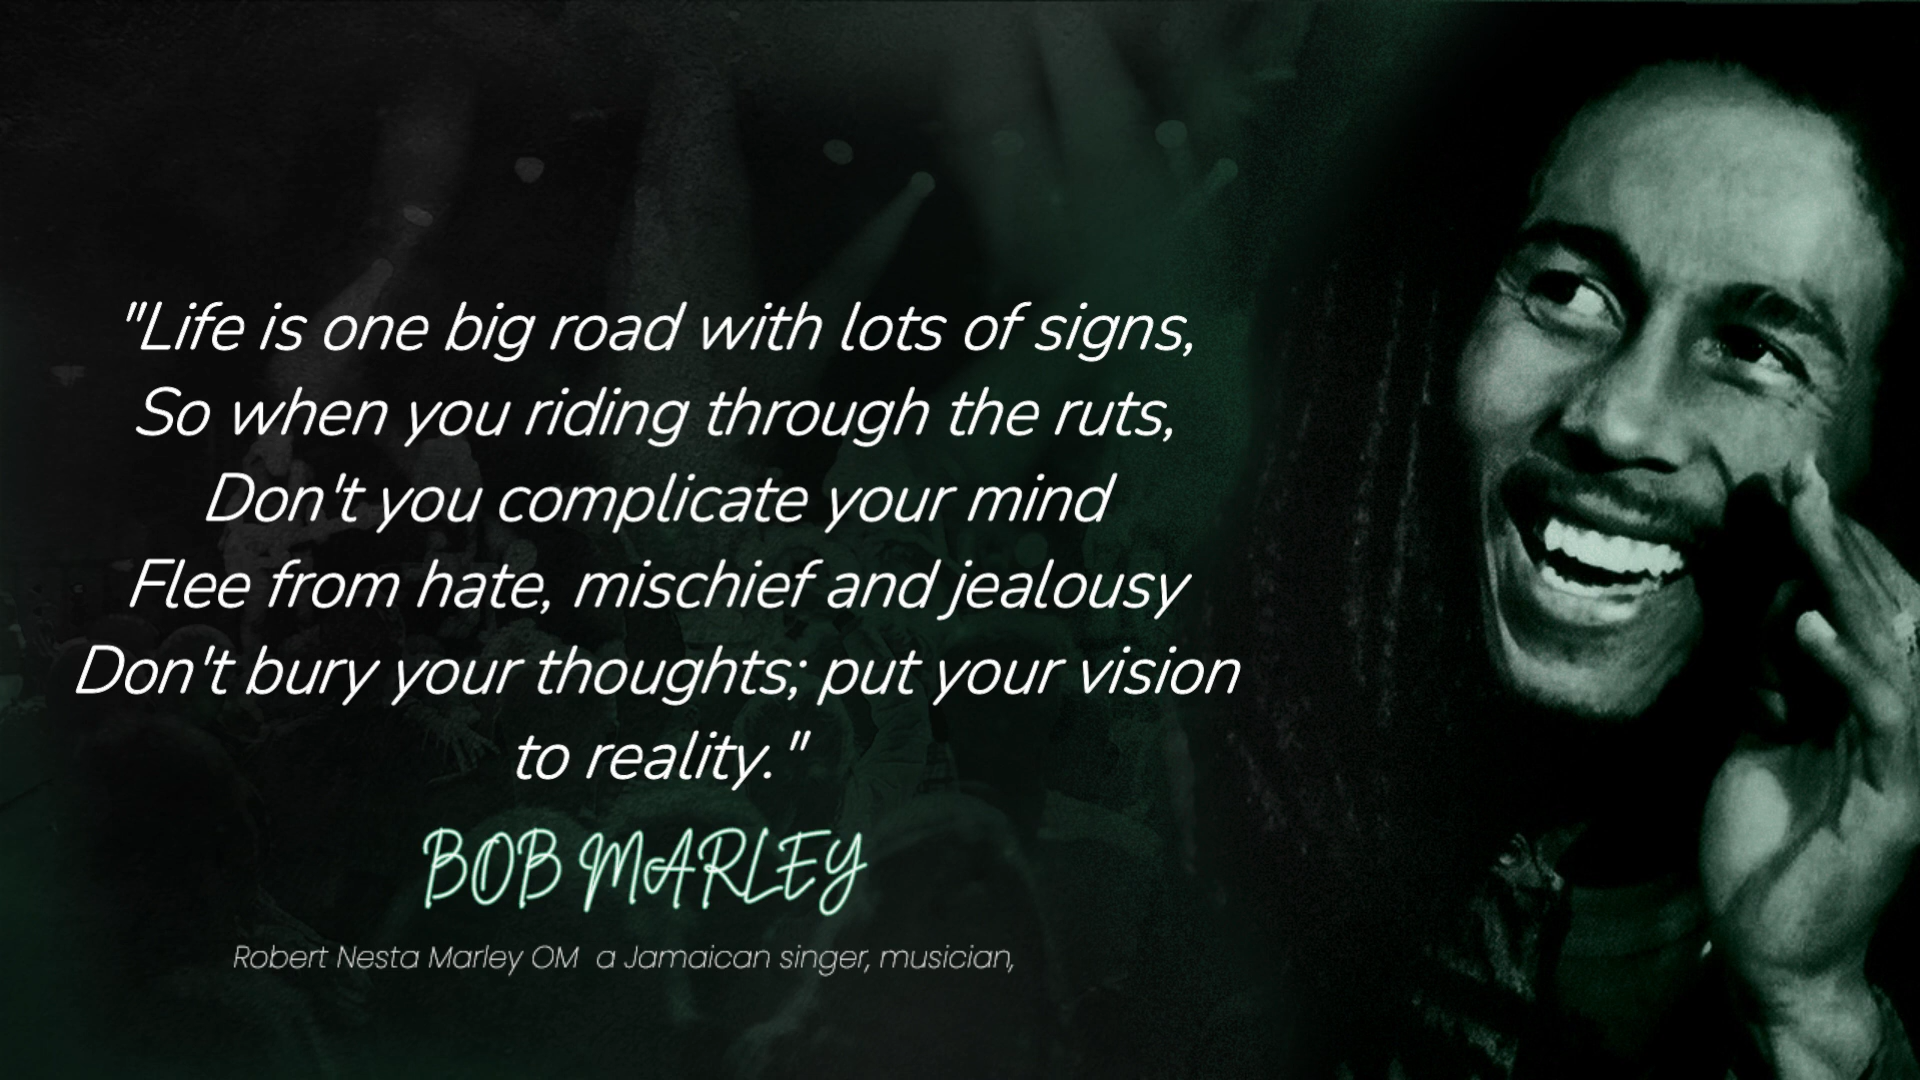 "Life is one big road with lots of signs,
So when you riding through the ruts,
Don't you complicate your mind
Flee from hate, mischief and jealousy
Don't bury your thoughts; put your vision
to reality."
BOB MARLEY
Robert Nesta Marley OM a Jamaican singer, musician,